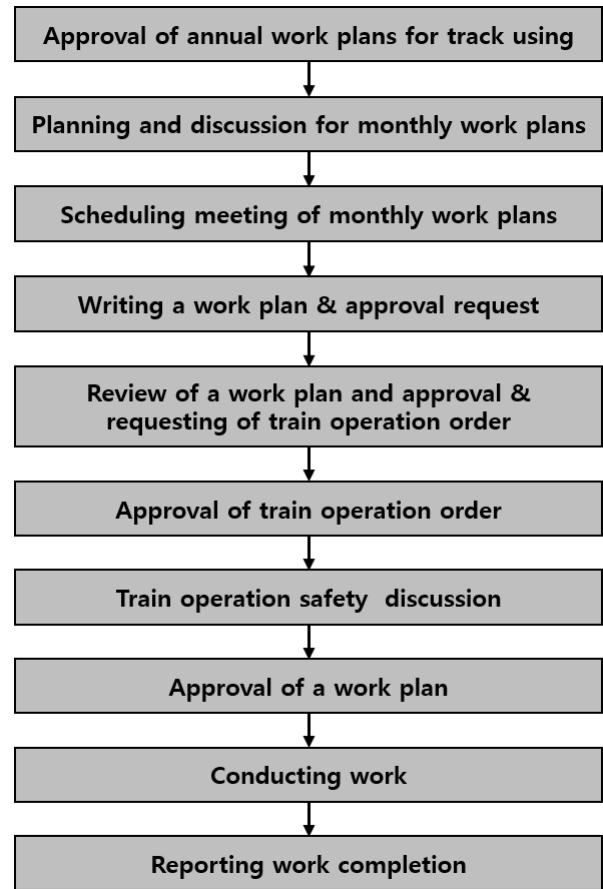 Approval of annual work plans for track using
Planning and discussion for monthly work plans
Scheduling meeting of monthly work plans
Writing a work plan & approval request
Review of a work plan and approval &
requesting of train operation order
Approval of train operation order
Train operation safety discussion
Approval of a work plan
Conducting work
Reporting work completion